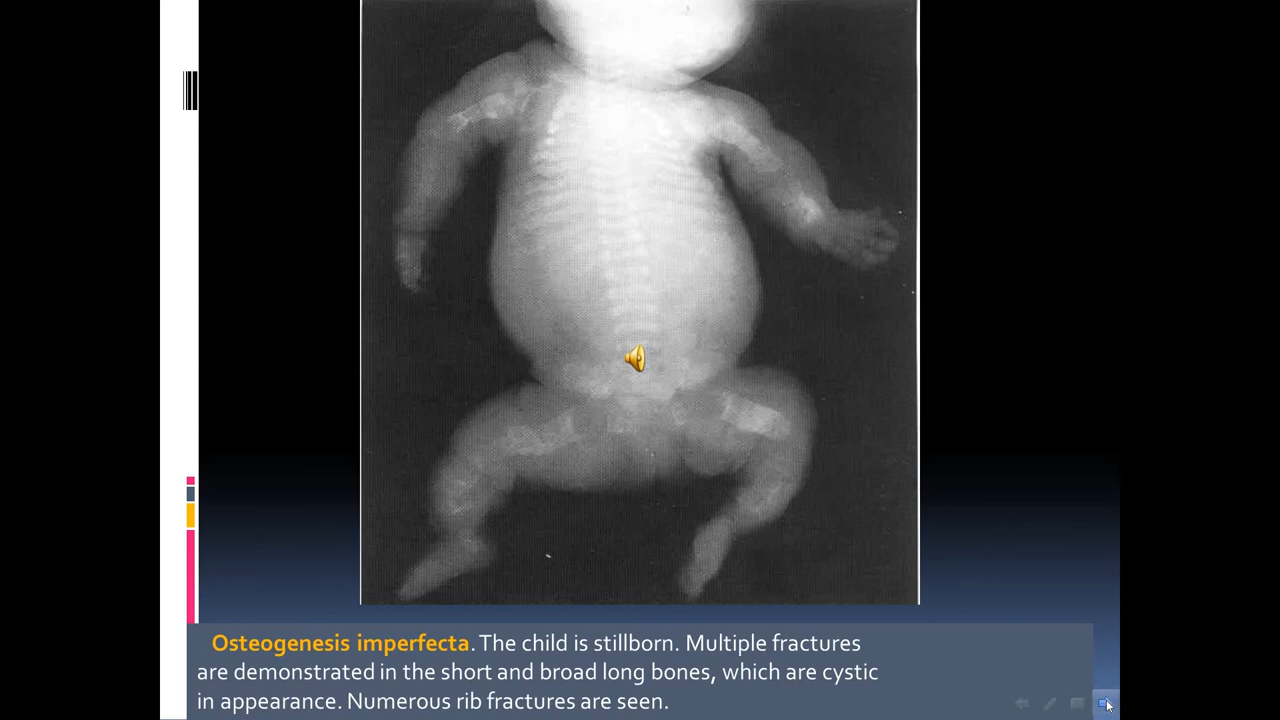 Osteogenesis imperfecta. The child is stillborn. Multiple fractures
are demonstrated in the short and broad long bones, which are cystic
in appearance. Numerous rib fractures are seen.